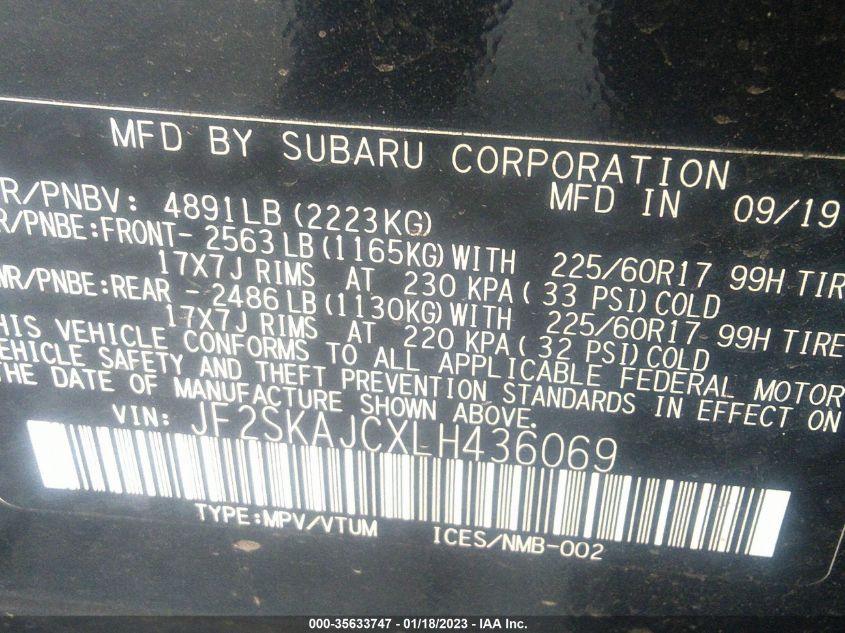 MFD BY SUBARU CORPORATION
MFD IN 09/19
R/PNBV: 4891LB (2223KG)
R/PNBE:FRONT- 2563 LB (1165KG) WITH 225/60R17 99H TIR
17X7J RIMS AT 230 KPA ( 33 PSI) COLD
WR/PNBE:REAR - 2486 LB (1130KG) WITH 225/60R17 99H TIRE
17X7J RIMS AT 220 KPA ( 32 PSI) COLD
HIS VEHICLE CONFORMS TO ALL APPLICABLE FEDERAL MOTOR
EHICLE SAFETY AND THEFT PREVENTION STANDARDS IN EFFECT ON
THE DATE OF MANUFACTURE SHOWN ABOVE.
VIN: JF2SKAJCXLH436069
TYPE:MPV/VTUM ICES/NMB-002
000-35633747 - 01/18/2023 - IAA Inc.